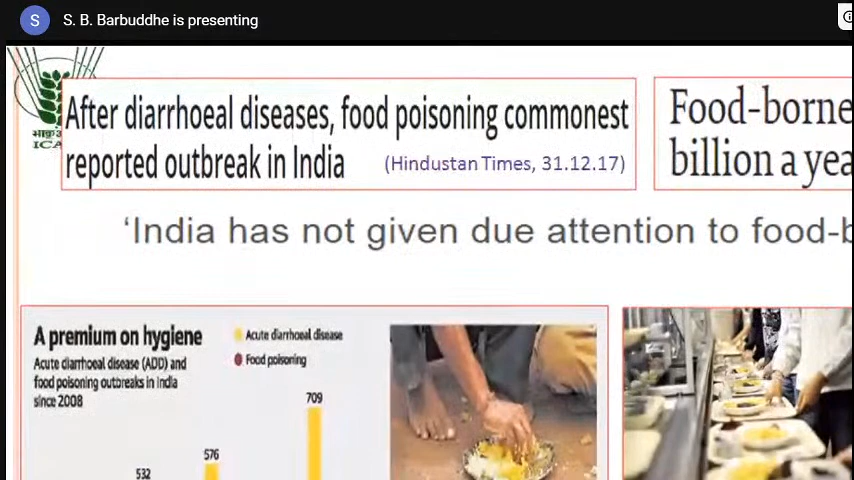 S
S. B. Barbuddhe is presenting
After diarrhoeal diseases, food poisoning commonest
reported outbreak in India (Hindustan Times, 31.12.17)
Food-borne
billion a yea
'India has not given due attention to food-b
A premium on hygiene
Acute diarrhoeal disease (ADD) and
food poisoning outbreaks in India
since 2008
Acute diarrhoeal disease
Food poisoning
709
576
532